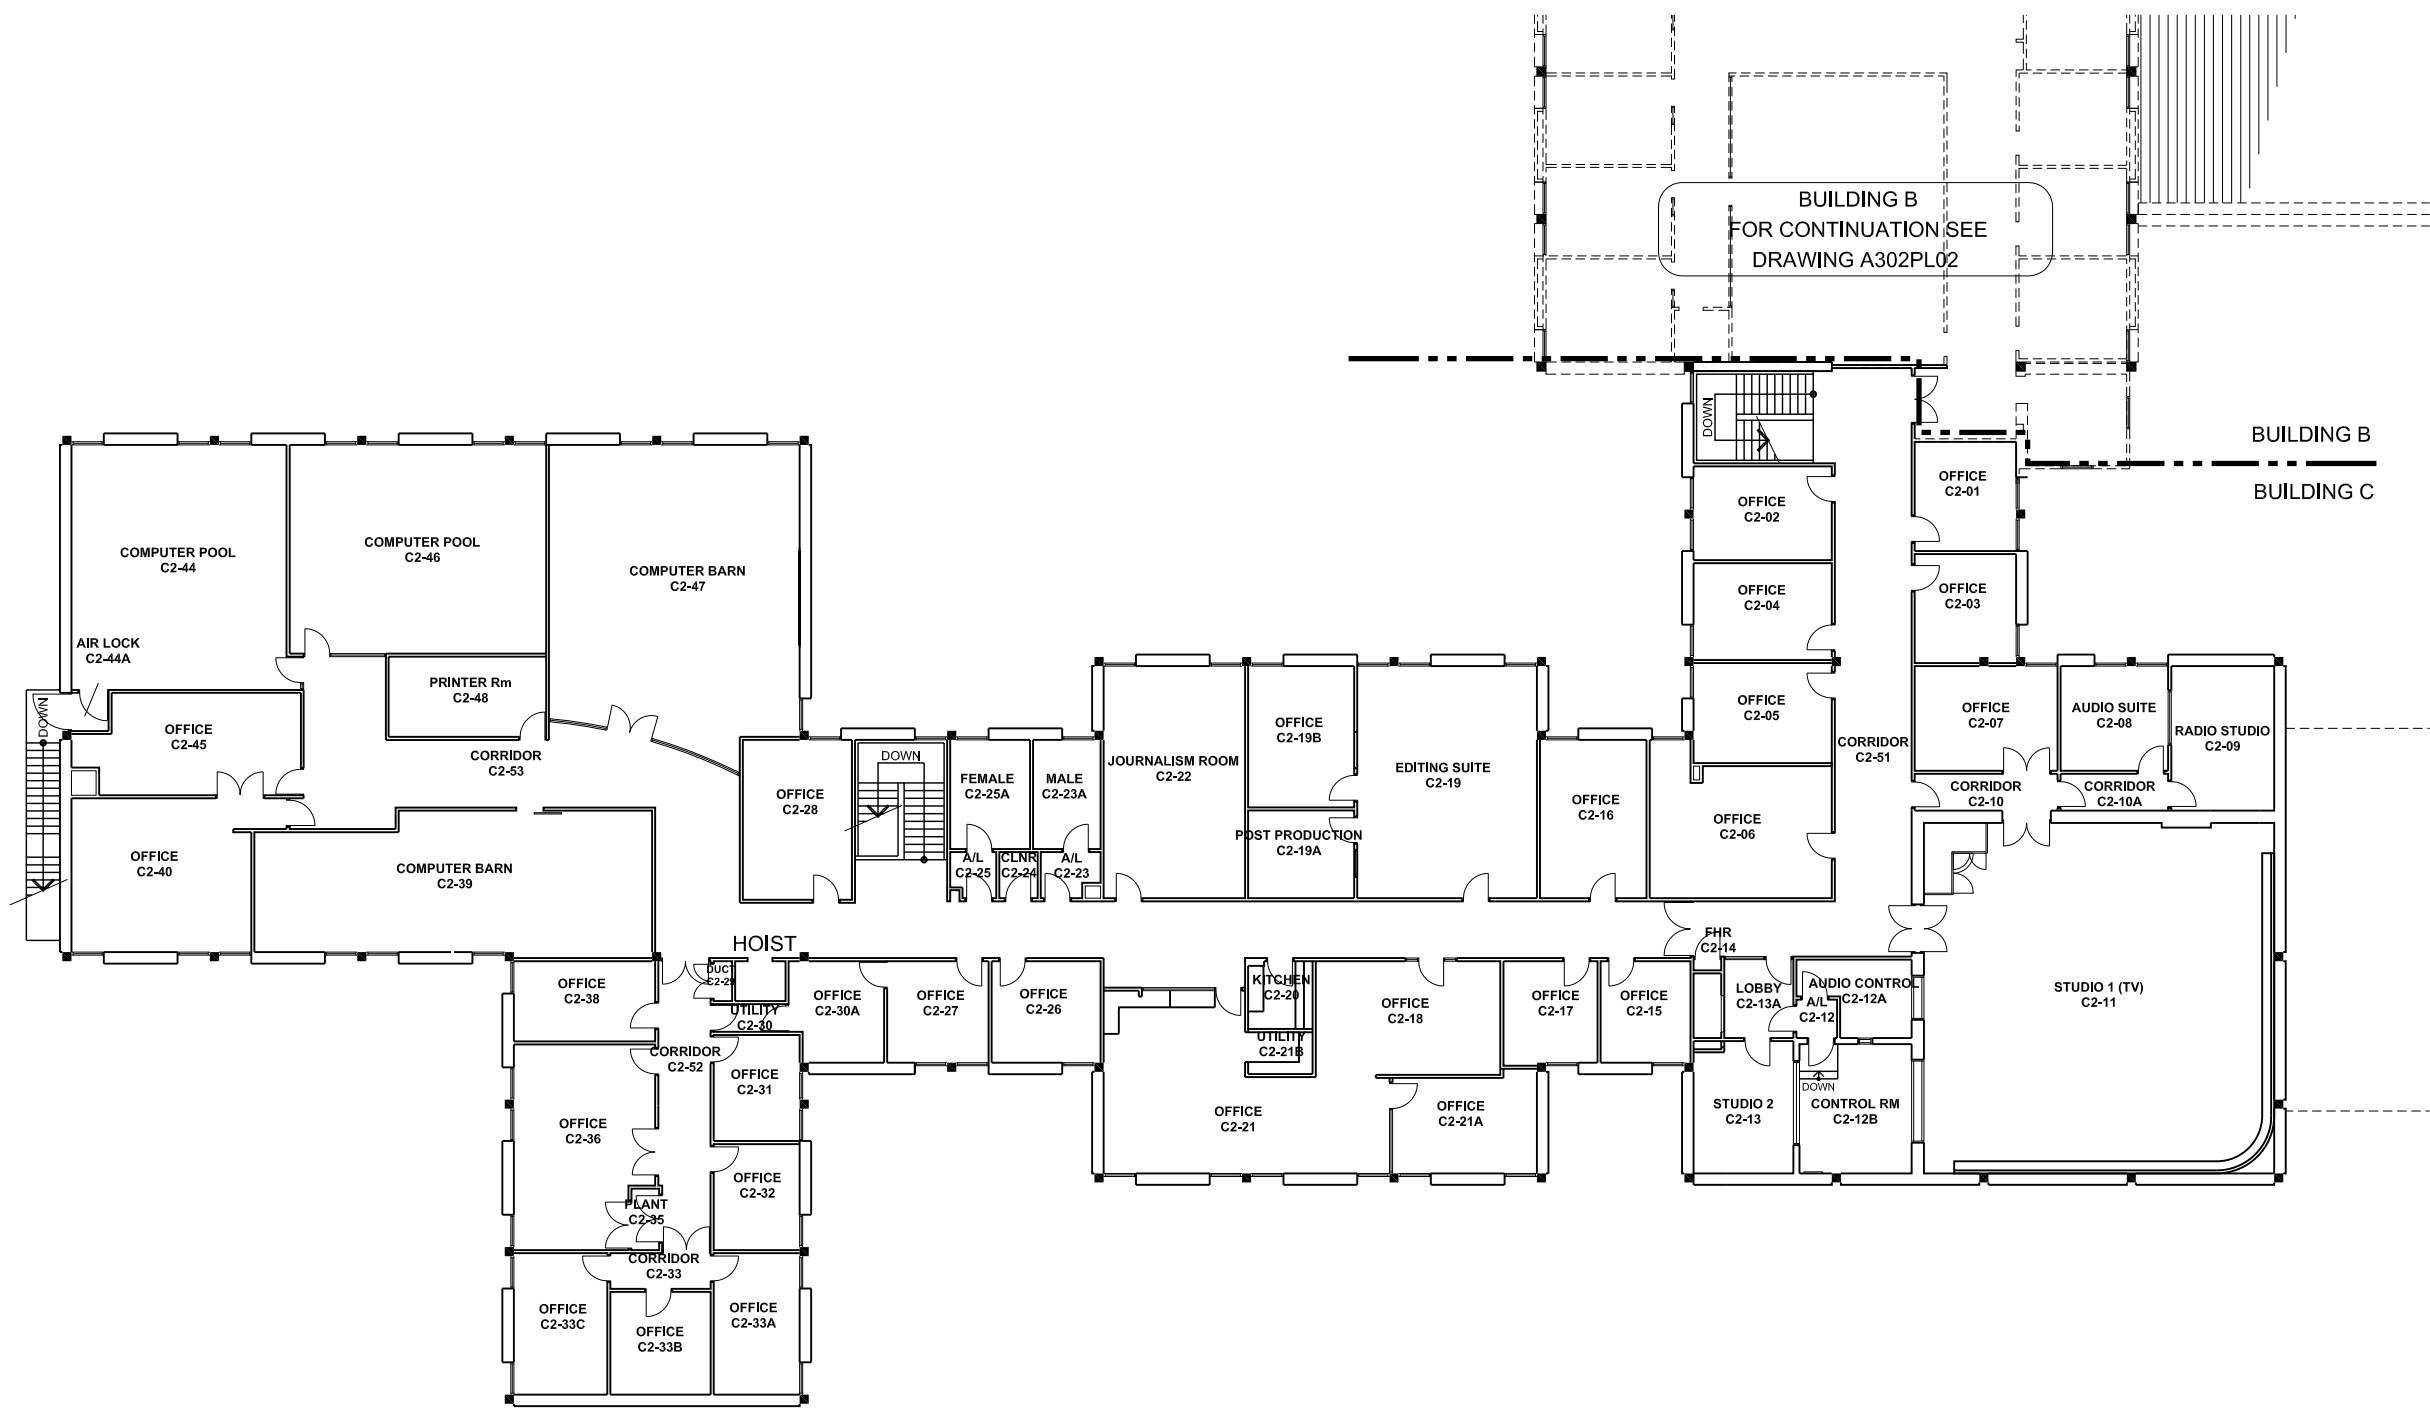 BUILDING B
FOR CONTINUATION SEE
DRAWING A302PL02
BUILDING B
BUILDING C
DOWN
OFFICE
C2-01
OFFICE
C2-02
OFFICE
C2-03
OFFICE
C2-04
OFFICE
C2-05
OFFICE
C2-06
CORRIDOR
C2-51
OFFICE
C2-07
AUDIO SUITE
C2-08
RADIO STUDIO
C2-09
CORRIDOR
C2-10
CORRIDOR
C2-10A
COMPUTER POOL
C2-44
COMPUTER POOL
C2-46
COMPUTER BARN
C2-47
AIR LOCK
C2-44A
PRINTER Rm
C2-48
DOWN
OFFICE
C2-45
CORRIDOR
C2-53
OFFICE
C2-40
COMPUTER BARN
C2-39
OFFICE
C2-28
DOWN
FEMALE
C2-25A
MALE
C2-23A
A/L
C2-25
CLNR
C2-24
A/L
C2-23
JOURNALISM ROOM
C2-22
OFFICE
C2-19B
POST PRODUCTION
C2-19A
EDITING SUITE
C2-19
OFFICE
C2-16
HOIST
DUCT
C2-29
UTILITY
C2-30
OFFICE
C2-38
OFFICE
C2-30A
OFFICE
C2-27
OFFICE
C2-26
KITCHEN
C2-20
UTILITY
C2-21B
OFFICE
C2-18
OFFICE
C2-17
OFFICE
C2-15
FHR
C2-14
LOBBY
C2-13A
A/L
C2-12
AUDIO CONTROL
C2-12A
STUDIO 1 (TV)
C2-11
CORRIDOR
C2-52
OFFICE
C2-31
OFFICE
C2-36
OFFICE
C2-21
OFFICE
C2-21A
STUDIO 2
C2-13
DOWN
CONTROL RM
C2-12B
OFFICE
C2-32
PLANT
C2-35
CORRIDOR
C2-33
OFFICE
C2-33C
OFFICE
C2-33B
OFFICE
C2-33A